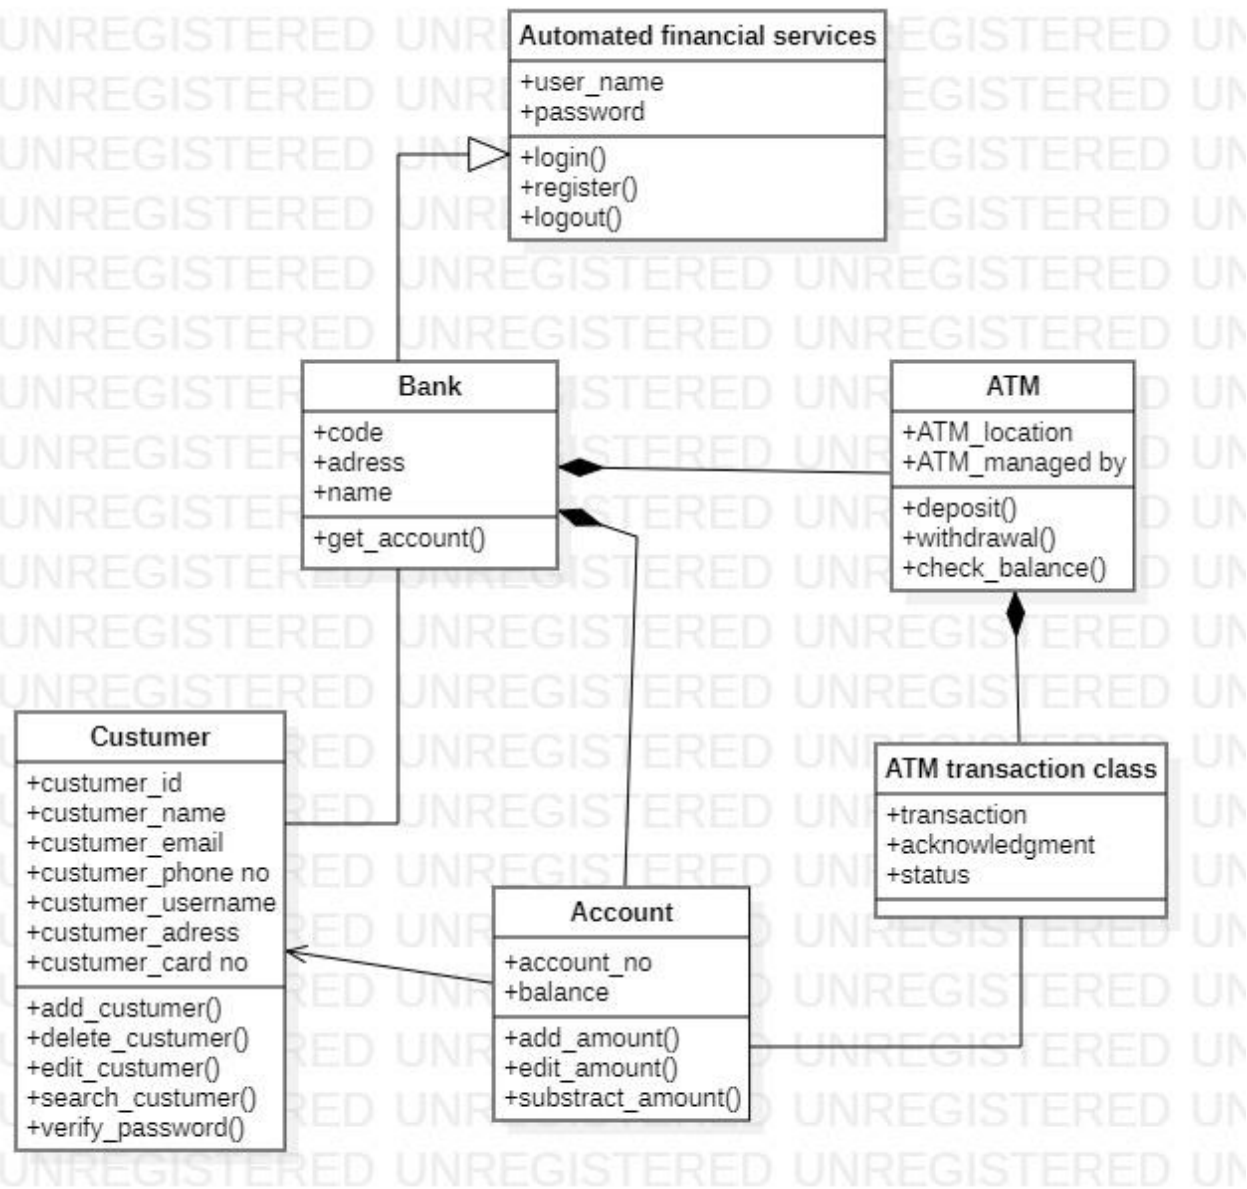 Automated financial services
+user_name
+password
+login()
+register()
+logout()
Bank
+code
+adress
+name
+get_account()
ATM
+ATM_location
+ATM_managed by
+deposit()
+withdrawal()
+check_balance()
Custumer
+custumer_id
+custumer_name
+custumer_email
+custumer_phone no
+custumer_username
+custumer_adress
+custumer_card no
+add_custumer()
+delete_custumer()
+edit_custumer()
+search_custumer()
+verify_password()
Account
+account_no
+balance
+add_amount()
+edit_amount()
+substract_amount()
ATM transaction class
+transaction
+acknowledgment
+status
UNREGISTERED